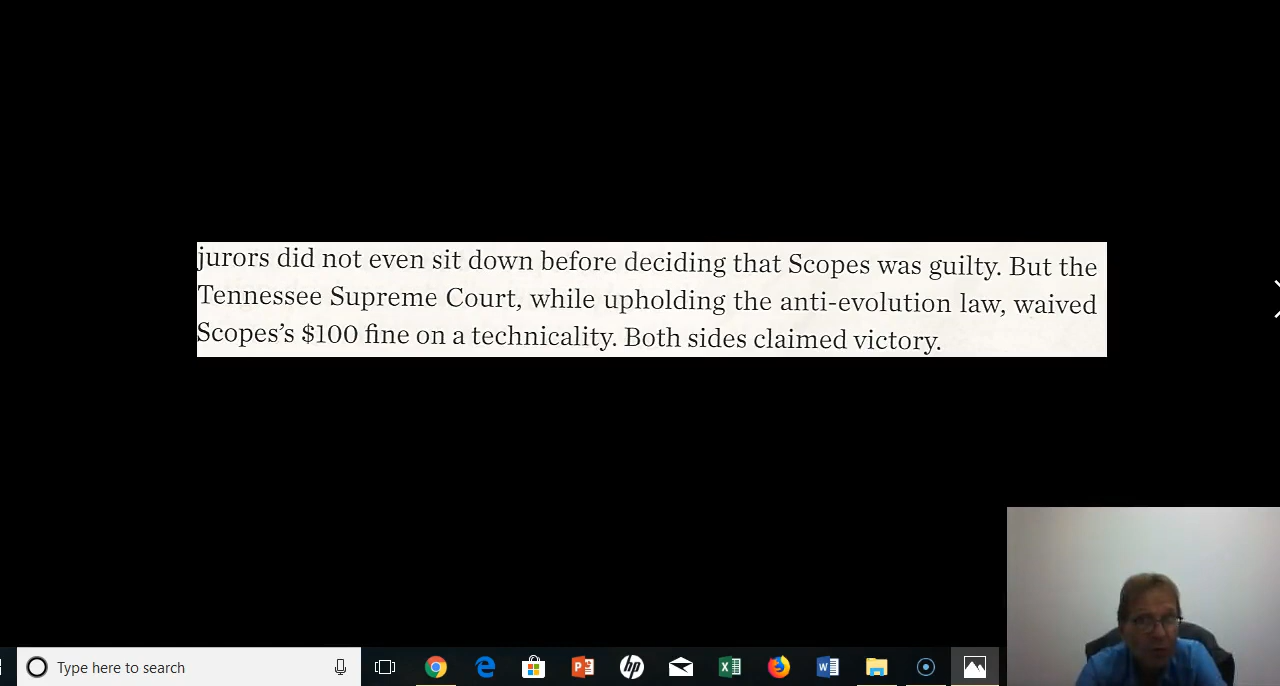 jurors did not even sit down before deciding that Scopes was guilty. But the
Tennessee Supreme Court, while upholding the anti-evolution law, waived
Scopes’s $100 fine on a technicality. Both sides claimed victory.
Type here to search